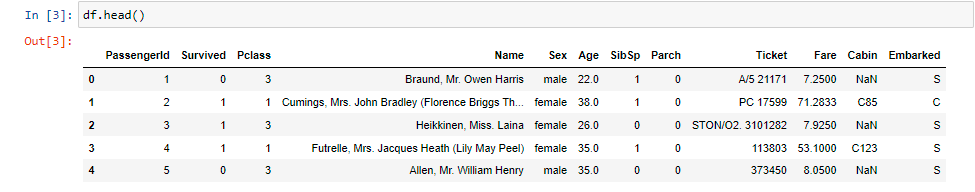 In [3]: df.head()
Out[3]:
PassengerId Survived Pclass Name Sex Age SibSp Parch Ticket Fare Cabin Embarked
0 1 0 3 Braund, Mr. Owen Harris male 22.0 1 0 A/5 21171 7.2500 NaN S
1 2 1 1 Cumings, Mrs. John Bradley (Florence Briggs Th... female 38.0 1 0 PC 17599 71.2833 C85 C
2 3 1 3 Heikkinen, Miss. Laina female 26.0 0 0 STON/O2. 3101282 7.9250 NaN S
3 4 1 1 Futrelle, Mrs. Jacques Heath (Lily May Peel) female 35.0 1 0 113803 53.1000 C123 S
4 5 0 3 Allen, Mr. William Henry male 35.0 0 0 373450 8.0500 NaN S